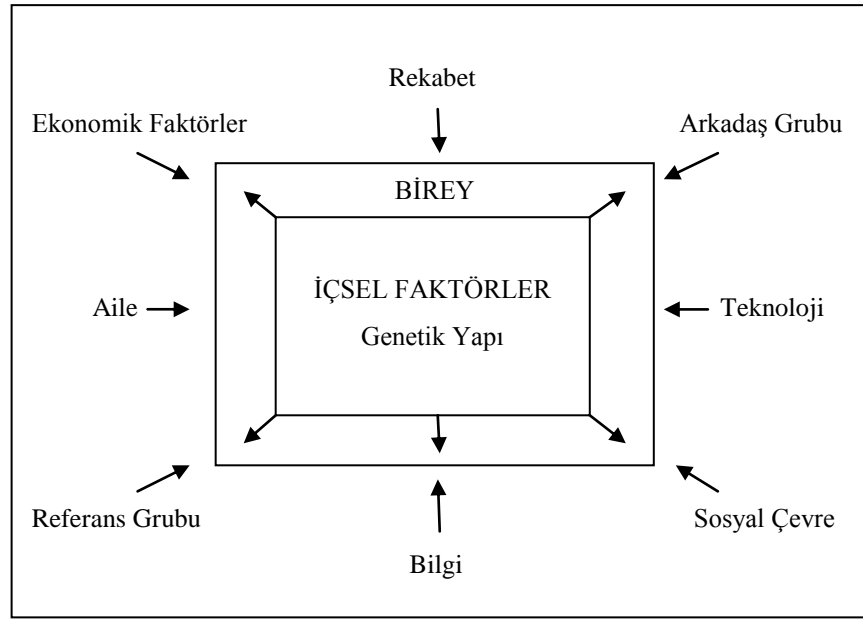 Rekabet
Ekonomik Faktörler
Arkadaş Grubu
BİREY
İÇSEL FAKTÖRLER
Genetik Yapı
Aile
Teknoloji
Referans Grubu
Sosyal Çevre
Bilgi